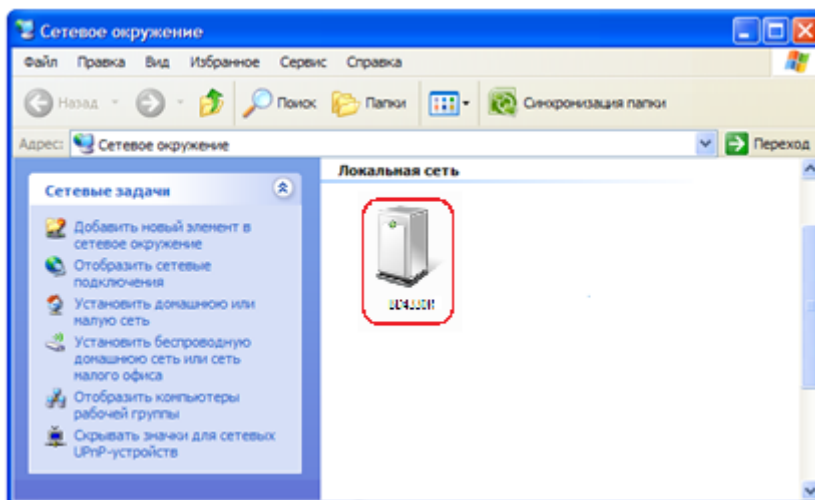 Сетевое окружение
Файл Правка Вид Избранное Сервис Справка
Назад Поиск Папки Синхронизация папки
Адрес: Сетевое окружение Переход
Сетевые задачи
Добавить новый элемент в
сетевое окружение
Отобразить сетевые
подключения
Установить домашнюю или
малую сеть
Установить беспроводную
домашнюю сеть или сеть
малого офиса
Отобразить компьютеры
рабочей группы
Скрывать значки для сетевых
UPnP-устройств
Локальная сеть